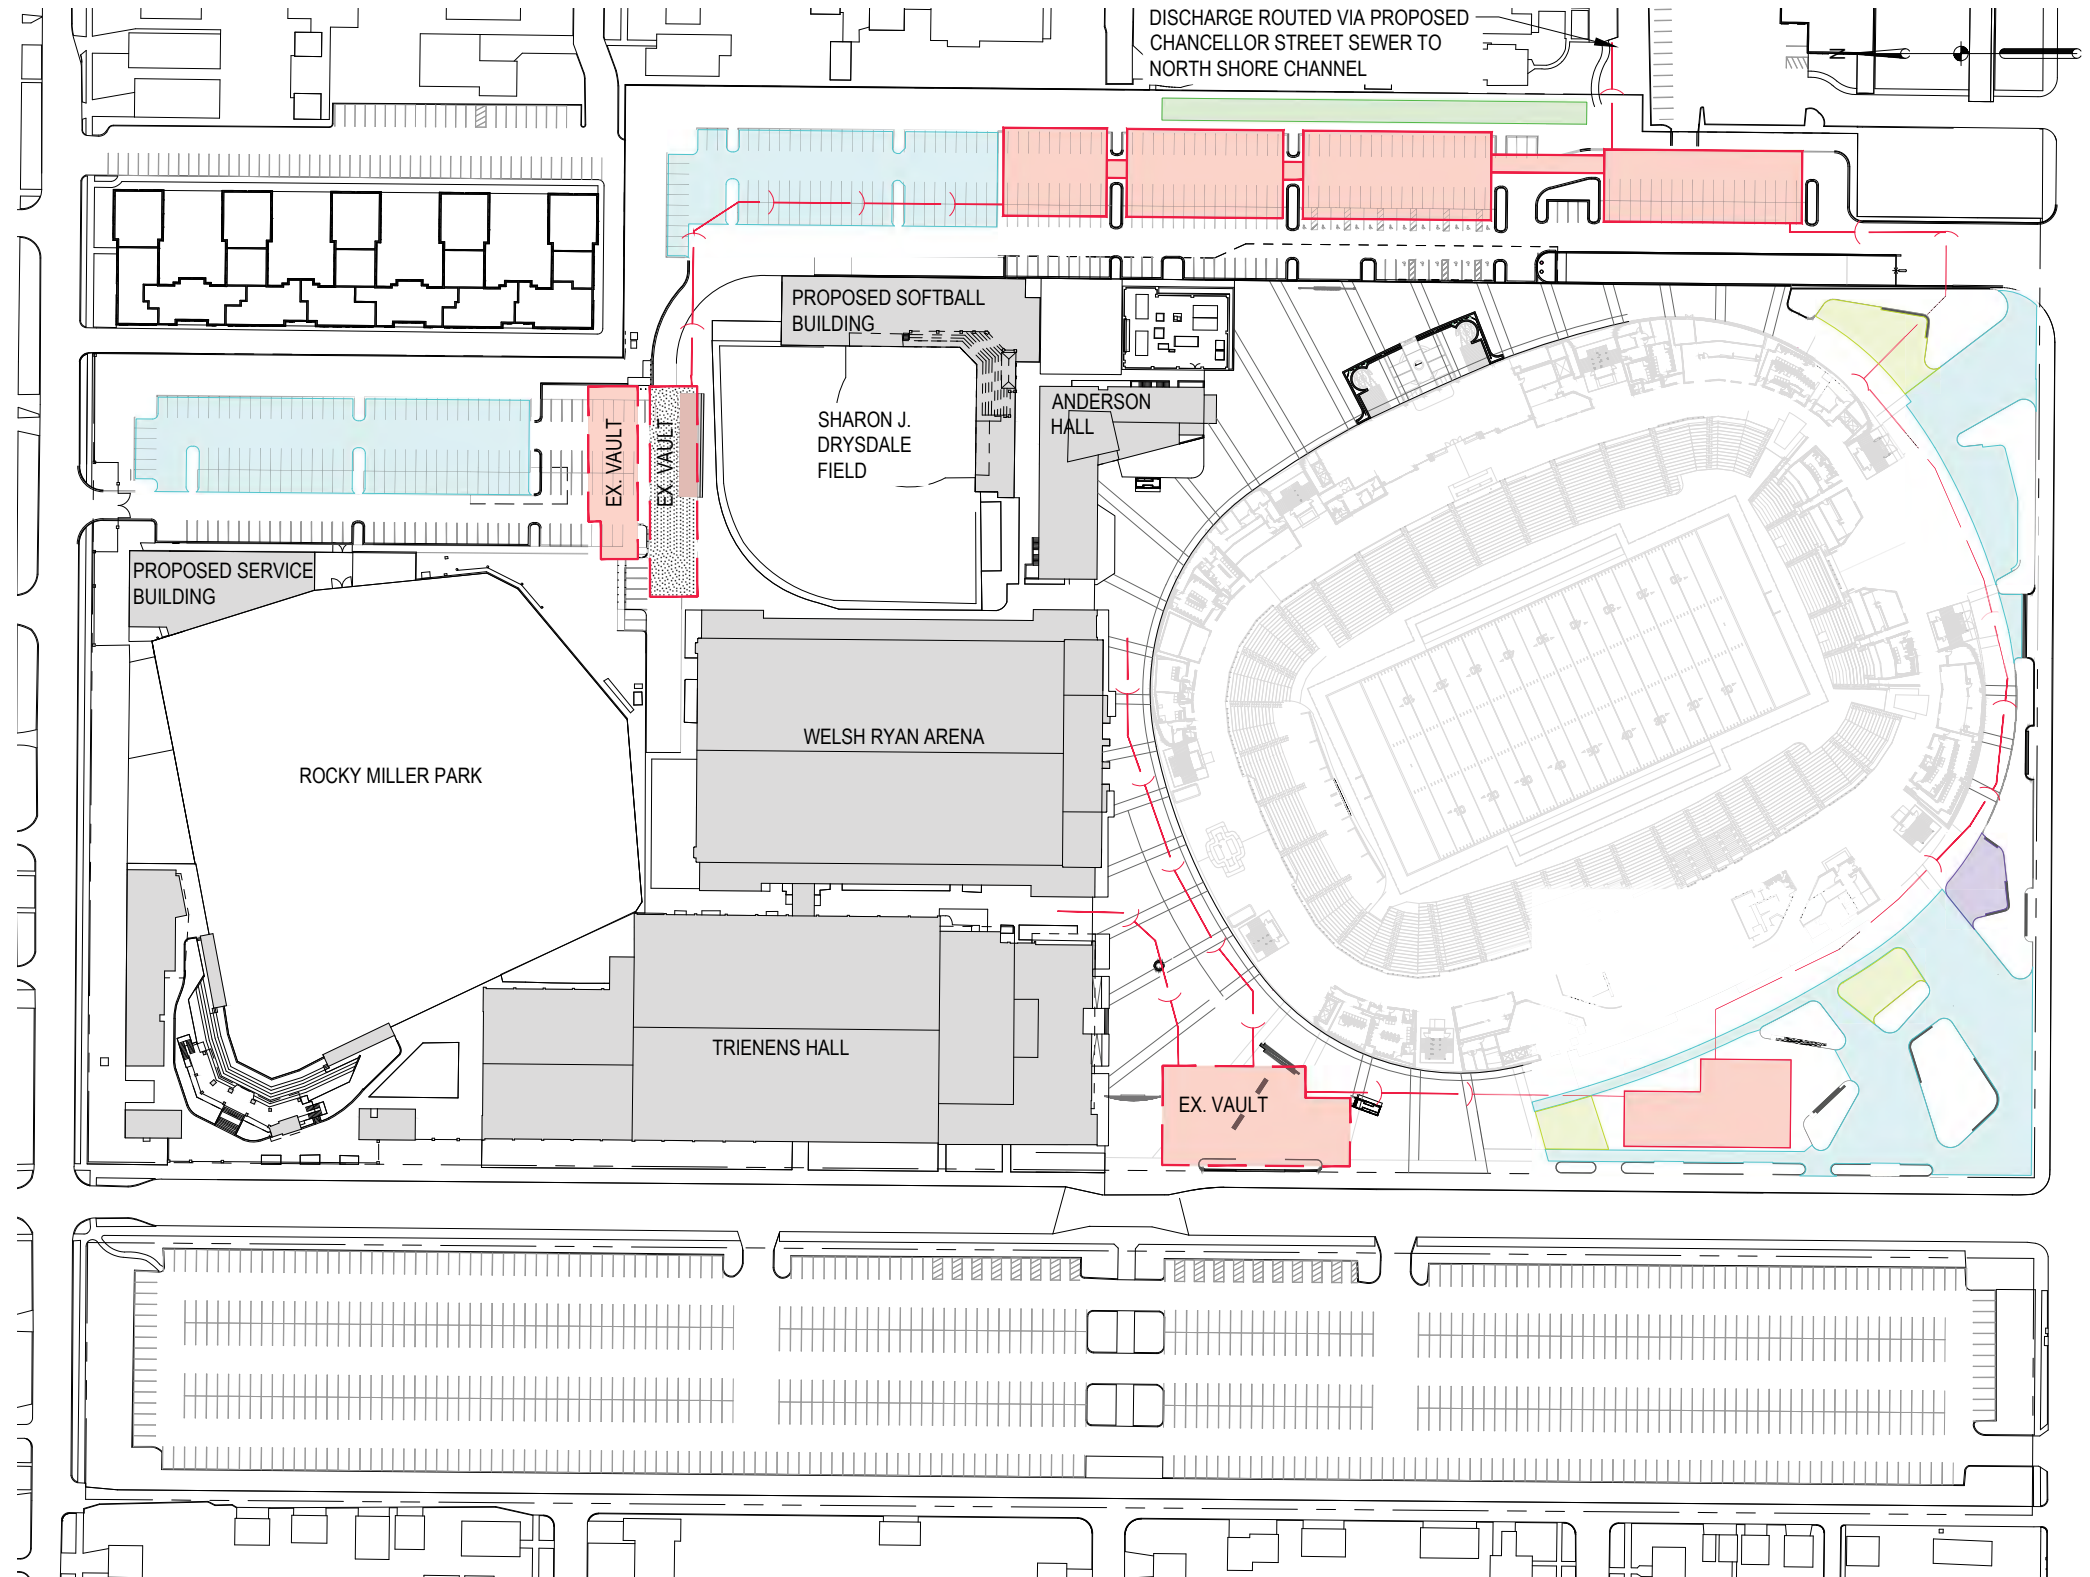 DISCHARGE ROUTED VIA PROPOSED
CHANCELLOR STREET SEWER TO
NORTH SHORE CHANNEL
N
PROPOSED SOFTBALL
BUILDING
SHARON J.
DRYSDALE
FIELD
ANDERSON
HALL
EX. VAULT
EX. VAULT
PROPOSED SERVICE
BUILDING
ROCKY MILLER PARK
WELSH RYAN ARENA
TRIENENS HALL
EX. VAULT